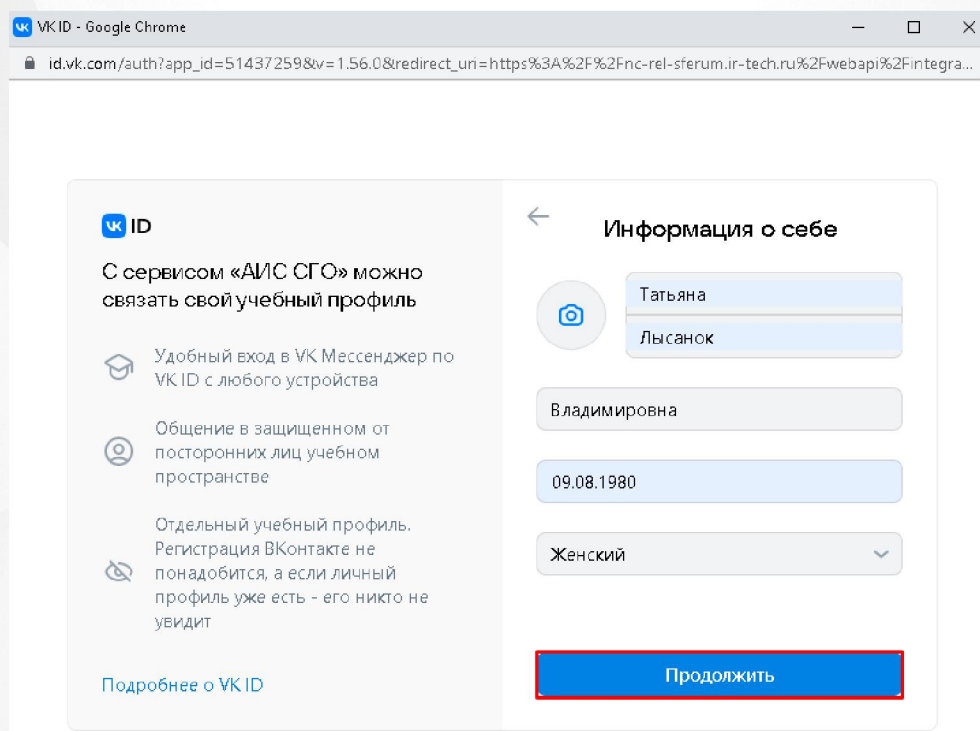 VK ID - Google Chrome
id.vk.com/auth?app_id=51437259&v=1.56.0&redirect_uri=https%3A%2F%2Fnc-rel-sferum.ir-tech.ru%2Fwebapi%2Fintegra...
VK ID
С сервисом «АИС СГО» можно
связать свой учебный профиль
Удобный вход в VK Мессенджер по
VK ID с любого устройства
Общение в защищенном от
посторонних лиц учебном
пространстве
Отдельный учебный профиль.
Регистрация ВКонтакте не
понадобится, а если личный
профиль уже есть - его никто не
увидит
Подробнее о VK ID
Информация о себе
Татьяна
Лысанок
Владимировна
09.08.1980
Женский
Продолжить